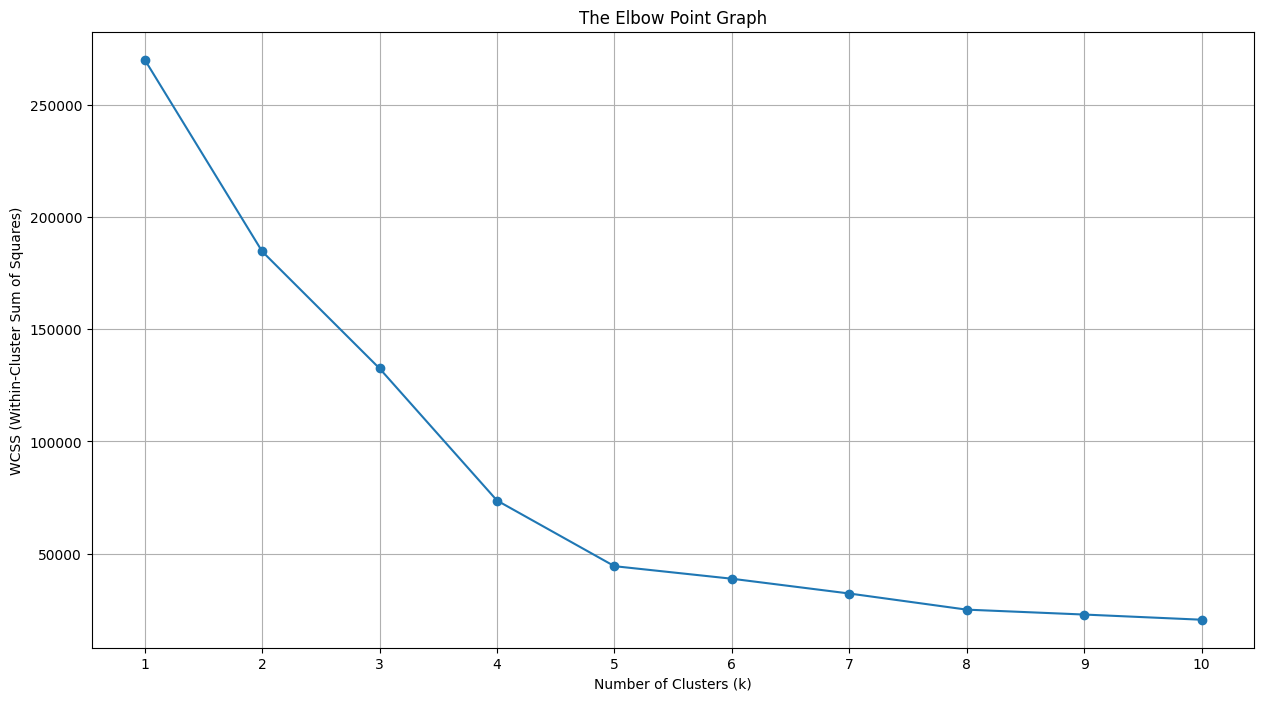 The Elbow Point Graph
WCSS (Within-Cluster Sum of Squares)
250000
200000
150000
100000
50000
1 2 3 4 5 6 7 8 9 10
Number of Clusters (k)